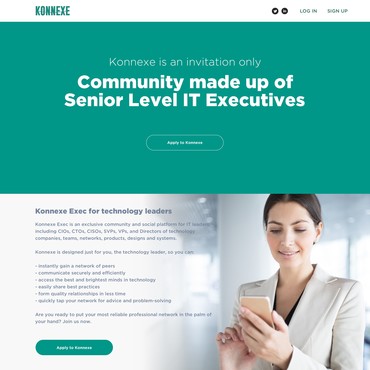 KONNEXE
LOG IN SIGN UP
Konnexe is an invitation only
Community made up of
Senior Level IT Executives
Apply to Konnexe
Konnexe Exec for technology leaders
Konnexe Exec is an exclusive community and social platform for IT leaders
including CIOs, CTOs, CISOs, SVPs, VPs, and Directors of technology
companies, teams, networks, products, designs and systems.
Konnexe is designed just for you, the technology leader, so you can:
- instantly gain a network of peers
- communicate securely and efficiently
- access the best and brightest minds in technology
- easily share best practices
- form quality relationships in less time
- quickly tap your network for advice and problem-solving
Are you ready to put your most reliable professional network in the palm
of your hand? Join us now.
Apply to Konnexe